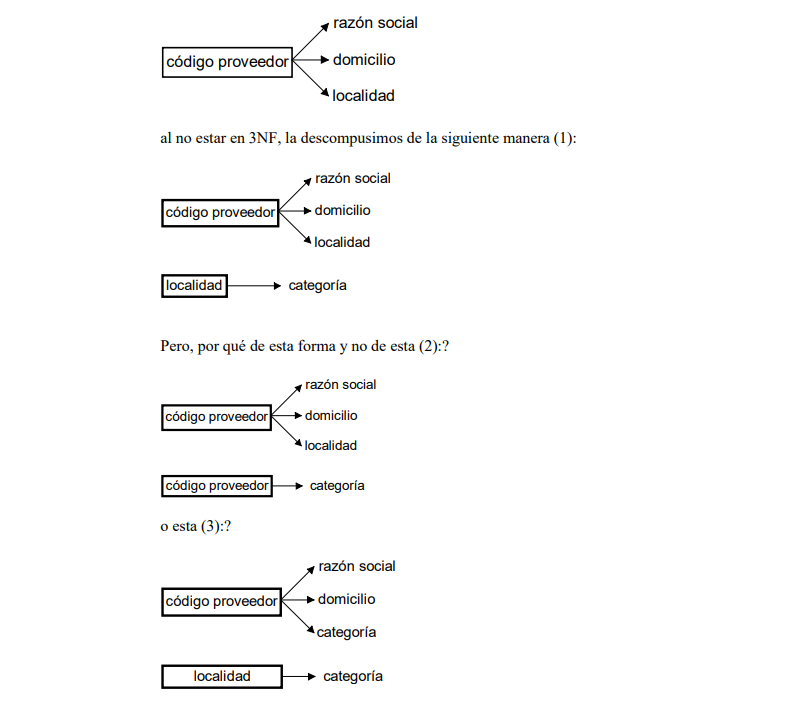 razón social
código proveedor
domicilio
localidad
al no estar en 3NF, la descompusimos de la siguiente manera (1):
razón social
código proveedor
domicilio
localidad
localidad
categoría
Pero, por qué de esta forma y no de esta (2):?
razón social
código proveedor
domicilio
localidad
código proveedor
categoría
o esta (3):?
razón social
código proveedor
domicilio
categoría
localidad
categoría